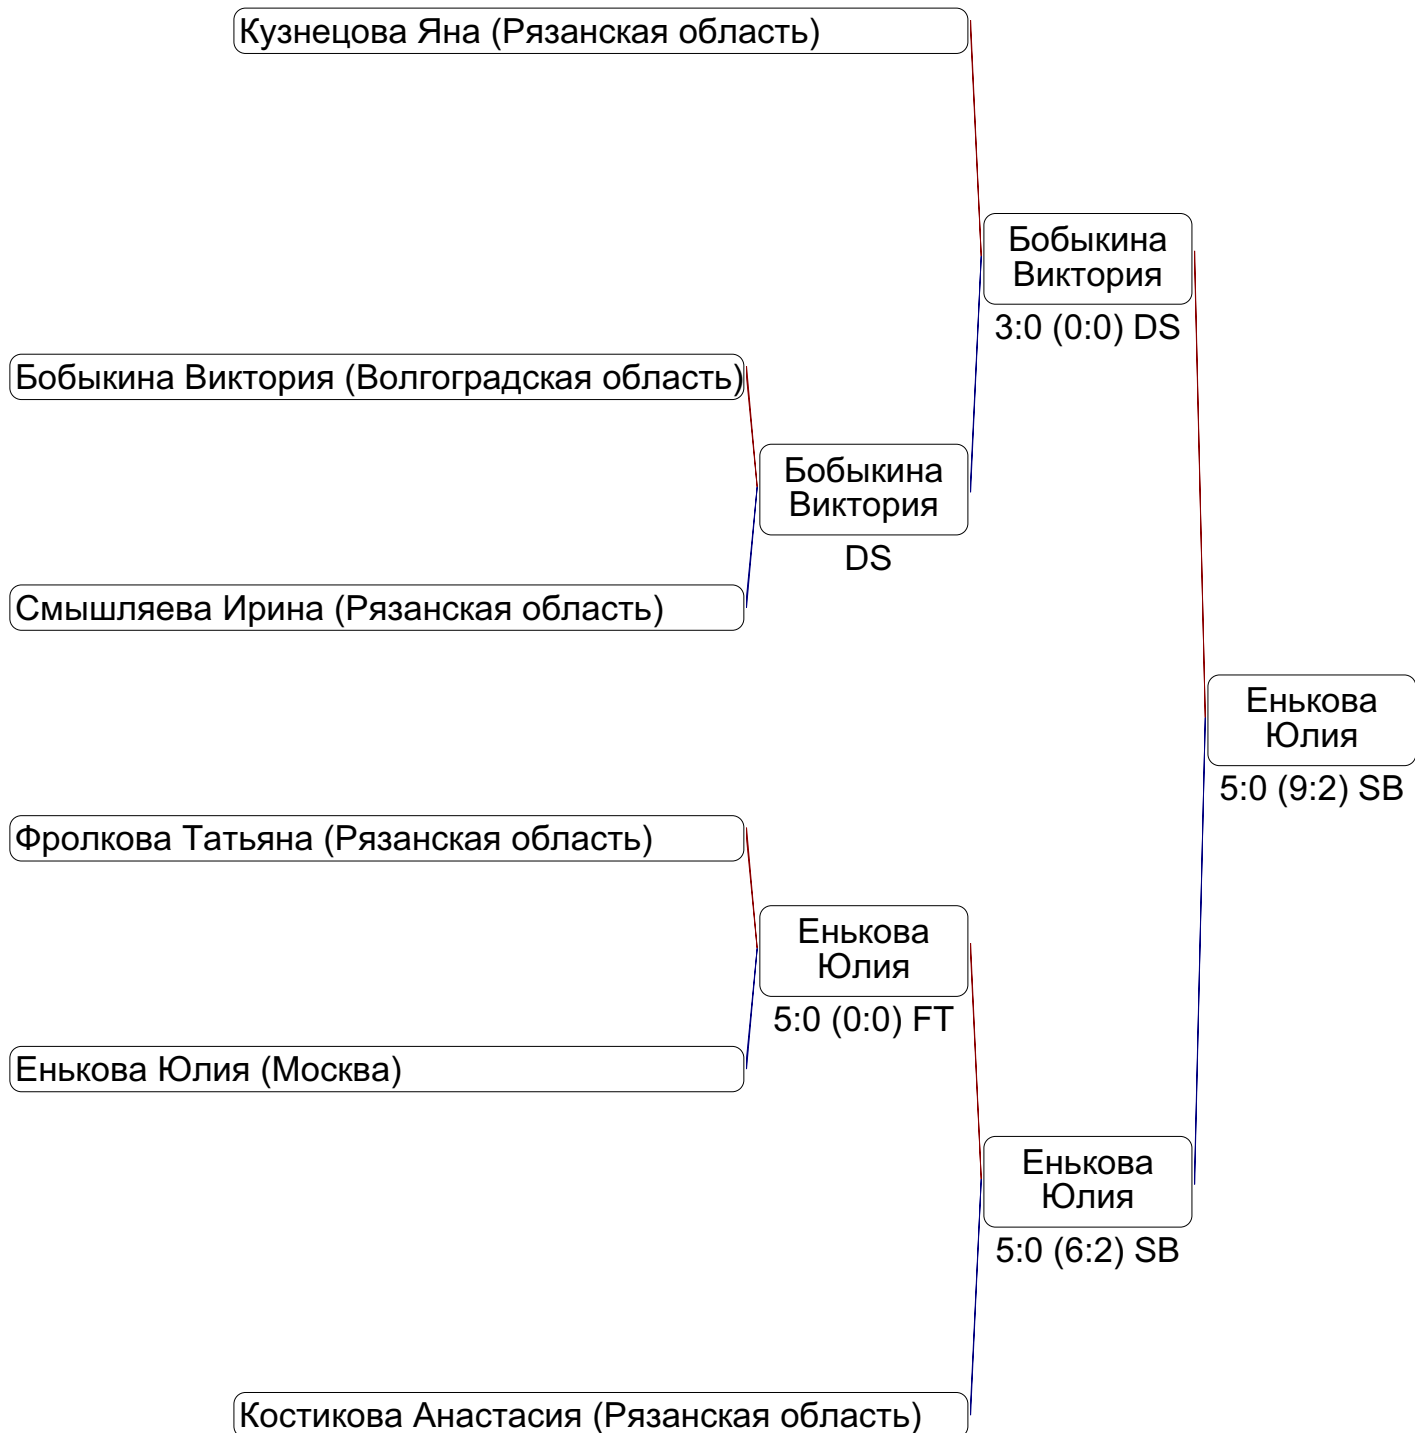 Кузнецова Яна (Рязанская область)
Бобыкина
Виктория
3:0 (0:0) DS
Бобыкина Виктория (Волгоградская область)
Бобыкина
Виктория
DS
Смышляева Ирина (Рязанская область)
Енькова
Юлия
5:0 (9:2) SB
Фролкова Татьяна (Рязанская область)
Енькова
Юлия
5:0 (0:0) FT
Енькова Юлия (Москва)
Енькова
Юлия
5:0 (6:2) SB
Костикова Анастасия (Рязанская область)